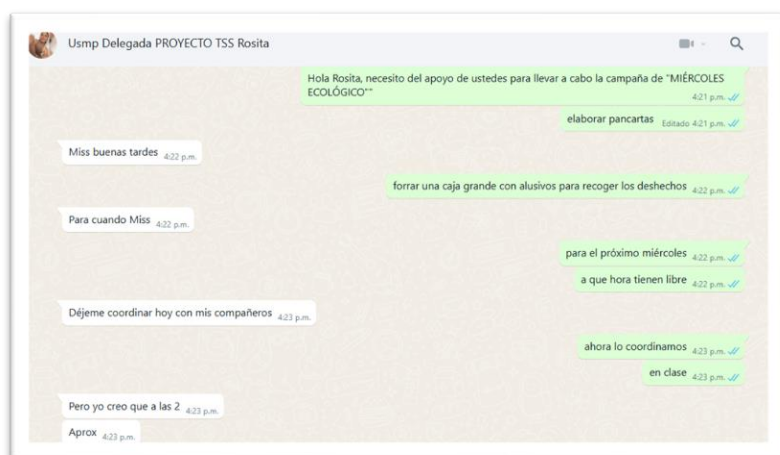 Usmp Delegada PROYECTO TSS Rosita
Hola Rosita, necesito del apoyo de ustedes para llevar a cabo la campaña de "MIÉRCOLES
ECOLÓGICO""
4:21 p.m.
elaborar pancartas Editado 4:21 p.m.
Miss buenas tardes 4:22 p.m.
forrar una caja grande con alusivos para recoger los deshechos 4:22 p.m.
Para cuando Miss 4:22 p.m.
para el próximo miércoles 4:22 p.m.
a que hora tienen libre 4:22 p.m.
Déjeme coordinar hoy con mis compañeros 4:23 p.m.
ahora lo coordinamos 4:23 p.m.
en clase 4:23 p.m.
Pero yo creo que a las 2 4:23 p.m.
Aprox 4:23 p.m.